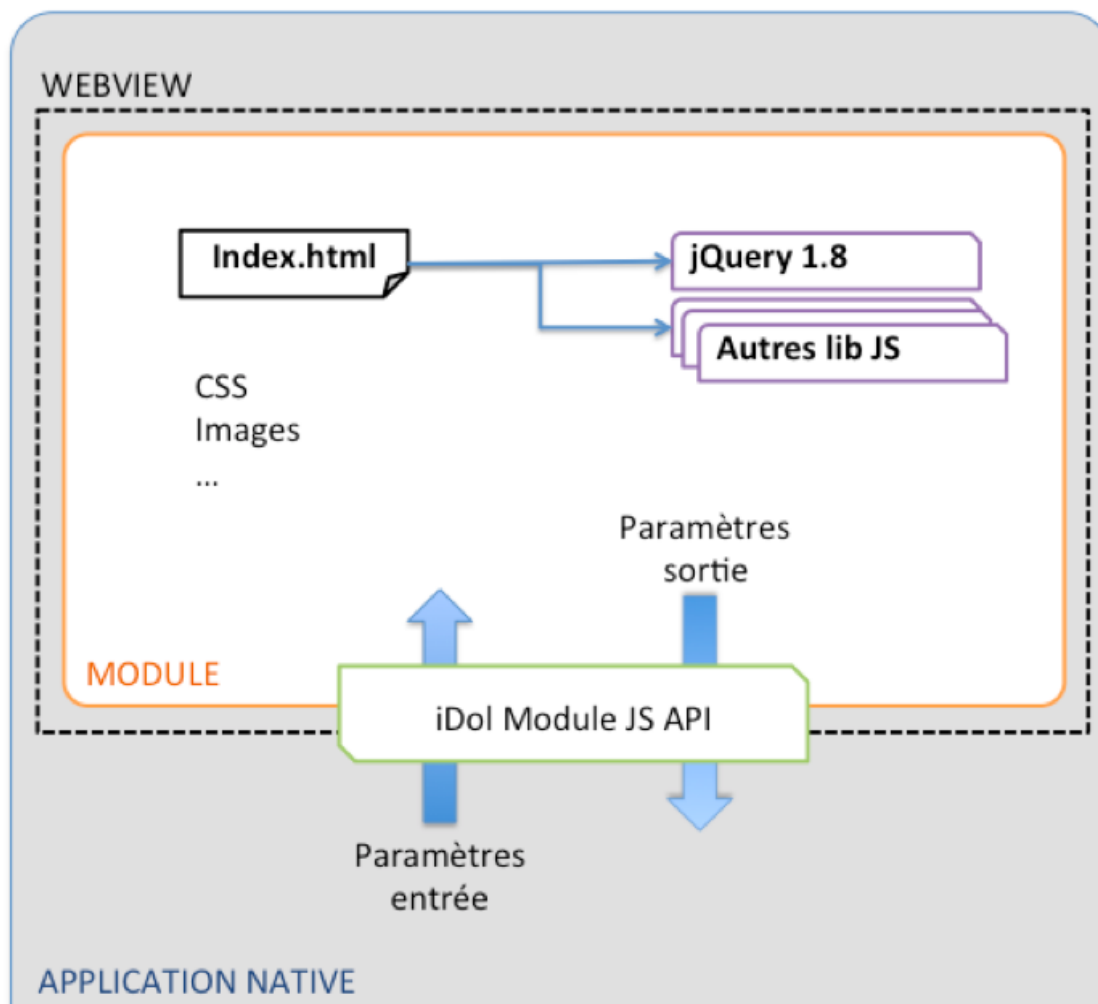 WEBVIEW
Index.html
jQuery 1.8
Autres lib JS
CSS
Images
...
Paramètres
sortie
MODULE
iDol Module JS API
Paramètres
entrée
APPLICATION NATIVE